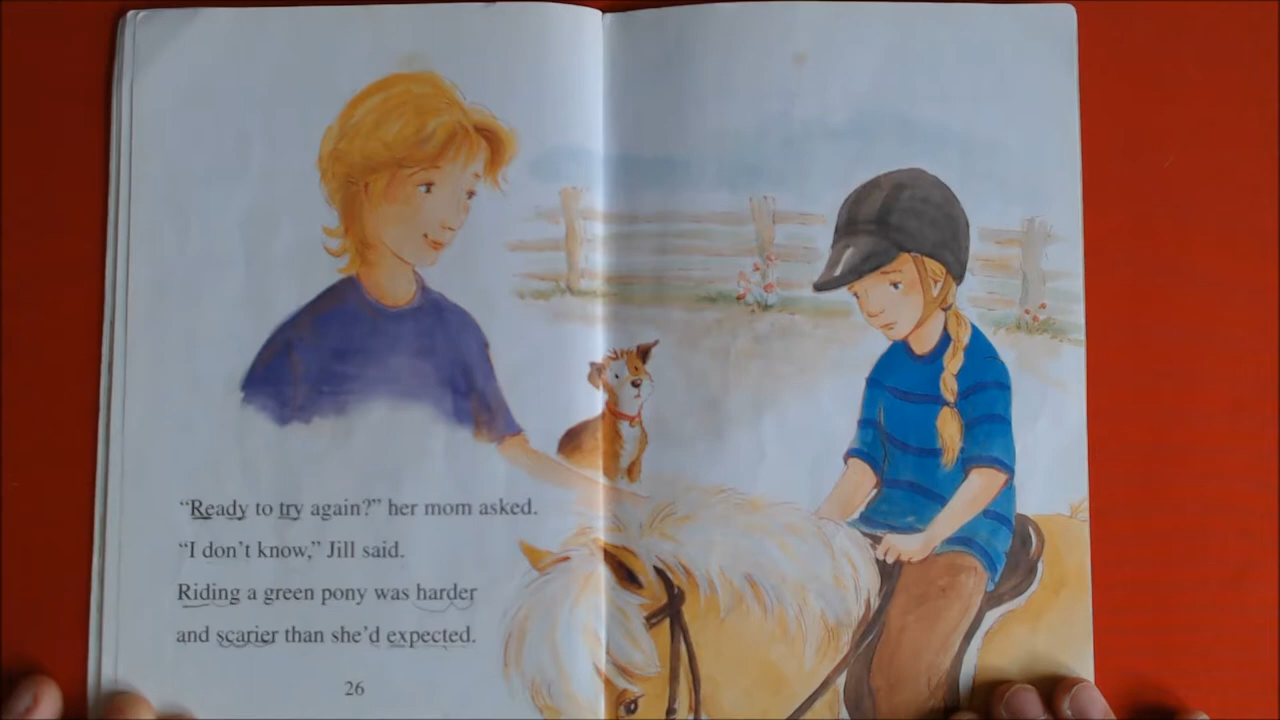 “Ready to try again?” her mom asked.
“I don’t know,” Jill said.
Riding a green pony was harder
and scarier than she’d expected.
26